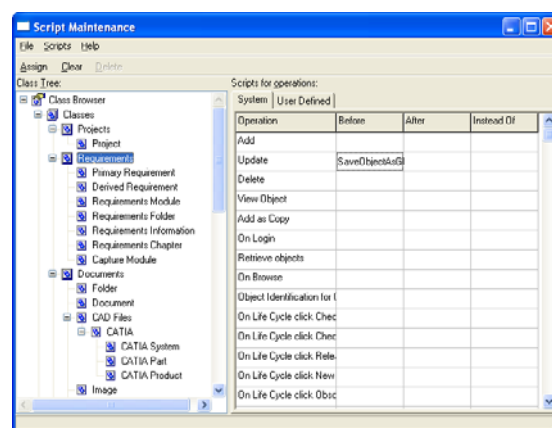 Script Maintenance
File Scripts Help
Assign Clear Delete
Class Tree:
Class Browser
Classes
Projects
Project
Requirements
Primary Requirement
Derived Requirement
Requirements Module
Requirements Folder
Requirements Information
Requirements Chapter
Capture Module
Documents
Folder
Document
CAD Files
CATIA
CATIA System
CATIA Part
CATIA Product
Image
Scripts for operations:
System User Defined
Operation Before After Instead Of
Add
Update SaveObjectAsGl
Delete
View Object
Add as Copy
On Login
Retrieve objects
On Browse
Object Identification for
On Life Cycle click Chec
On Life Cycle click Chec
On Life Cycle click Rele
On Life Cycle click New
On Life Cycle click Obsc